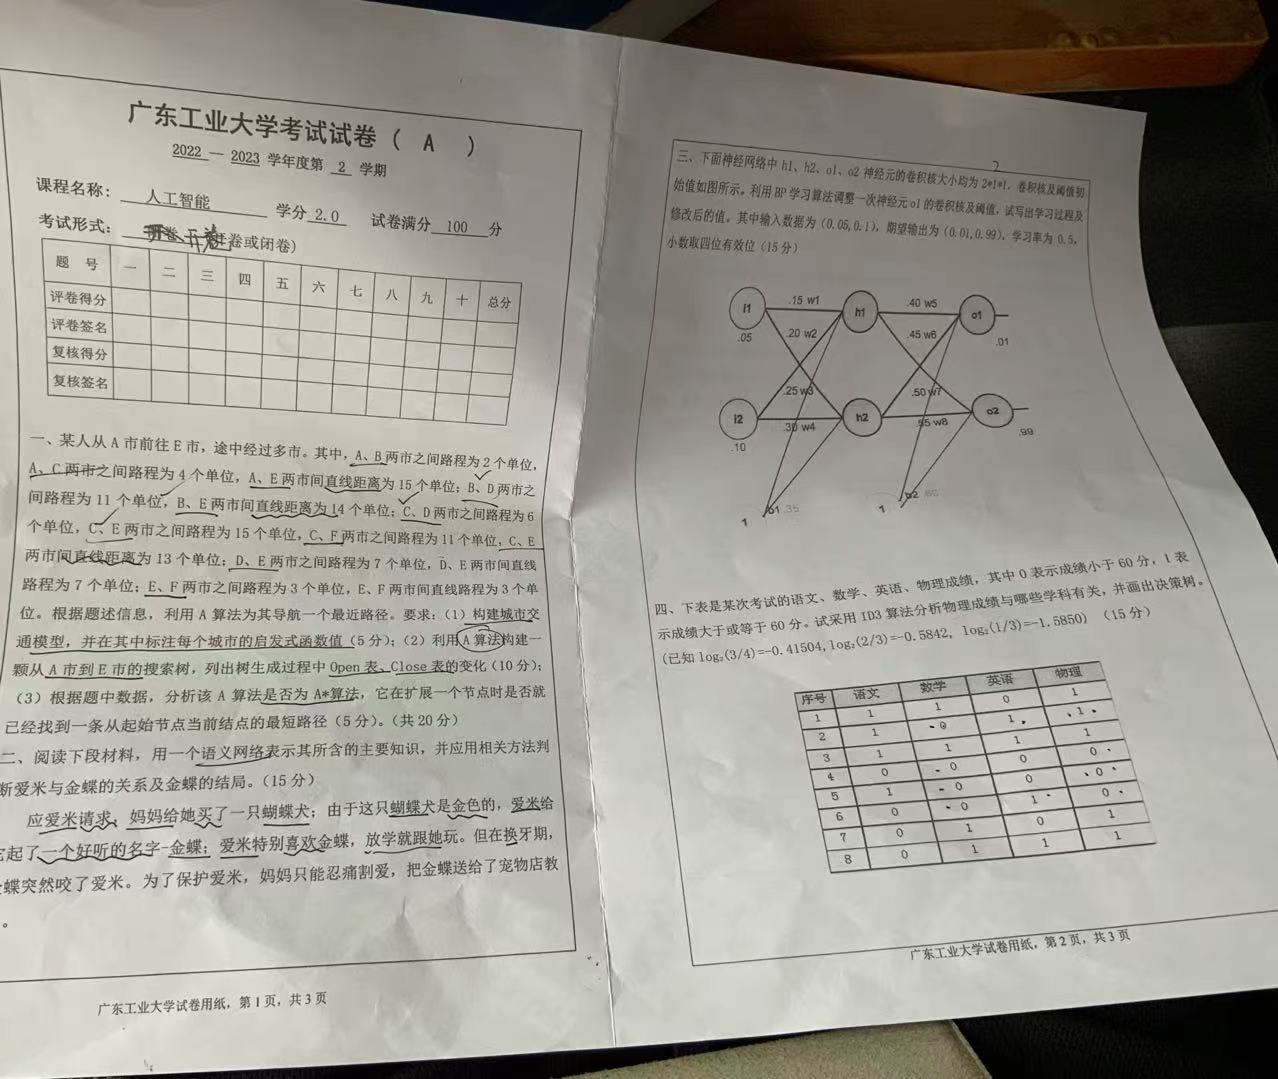 广东工业大学考试试卷 ( A )
2022 — 2023 学年度第 2 学期
课程名称： 人工智能 学分 2.0 试卷满分 100 分
考试形式： 开卷 （开卷或闭卷）
题 号 一 二 三 四 五 六 七 八 九 十 总分
评卷得分
评卷签名
复核得分
复核签名
一、某人从 A 市前往 E 市，途中经过多市。其中，A、B 两市之间路程为 2 个单位，
A、C 两市之间路程为 4 个单位，A、E 两市间直线距离为 15 个单位；B、D 两市之
间路程为 11 个单位，B、E 两市间直线距离为 14 个单位；C、D 两市之间路程为 6
个单位，C、E 两市之间路程为 15 个单位，C、F 两市之间路程为 11 个单位，C、E
两市间直线距离为 13 个单位；D、E 两市之间路程为 7 个单位，D、E 两市间直线
路程为 7 个单位；E、F 两市之间路程为 3 个单位，E、F 两市间直线路程为 3 个单
位。根据题述信息，利用 A 算法为其导航一个最近路径。要求：（1）构建城市交
通模型，并在其中标注每个城市的启发式函数值（5 分）；（2）利用 A 算法构建一
颗从 A 市到 E 市的搜索树，列出树生成过程中 Open 表、Close 表的变化（10 分）；
（3）根据题中数据，分析该 A 算法是否为 A*算法，它在扩展一个节点时是否就
已经找到一条从起始节点当前结点的最短路径（5 分）。（共 20 分）
二、阅读下段材料，用一个语义网络表示其所含的主要知识，并应用相关方法判
断爱米与金蝶的关系及金蝶的结局。（15 分）
应爱米请求，妈妈给她买了一只蝴蝶犬；由于这只蝴蝶犬是金色的，爱米给
它起了一个好听的名字-金蝶；爱米特别喜欢金蝶，放学就跟她玩。但在换牙期，
蝶突然咬了爱米。为了保护爱米，妈妈只能忍痛割爱，把金蝶送给了宠物店教
。
广东工业大学试卷用纸，第 1 页，共 3 页
2
三、下面神经网络中 h1、h2、o1、o2 神经元的卷积核大小均为 2*1*1，卷积核及阈值初
始值如图所示。利用 BP 学习算法调整一次神经元 o1 的卷积核及阈值，试写出学习过程及
修改后的值。其中输入数据为（0.05,0.1），期望输出为（0.01,0.99），学习率为 0.5，
小数取四位有效位（15 分）
i1 .15 w1 h1 .40 w5 o1
.05 .20 w2 .45 w6 .01
.25 w3 .50 w7
i2 .30 w4 h2 .55 w8 o2
.10 .99
1 b1 .35 1 b2 .60
四、下表是某次考试的语文、数学、英语、物理成绩，其中 0 表示成绩小于 60 分，1 表
示成绩大于或等于 60 分。试采用 ID3 算法分析物理成绩与哪些学科有关，并画出决策树。
（已知 log₂(3/4)=-0.41504, log₂(2/3)=-0.5842, log₂(1/3)=-1.5850) （15 分）
序号 语文 数学 英语 物理
1 1 1 0 1
2 1 0 1 1
3 1 1 1 1
4 0 0 0 0
5 1 0 0 0
6 0 0 1 0
7 0 1 0 1
8 0 1 1 1
广东工业大学试卷用纸，第 2 页，共 3 页